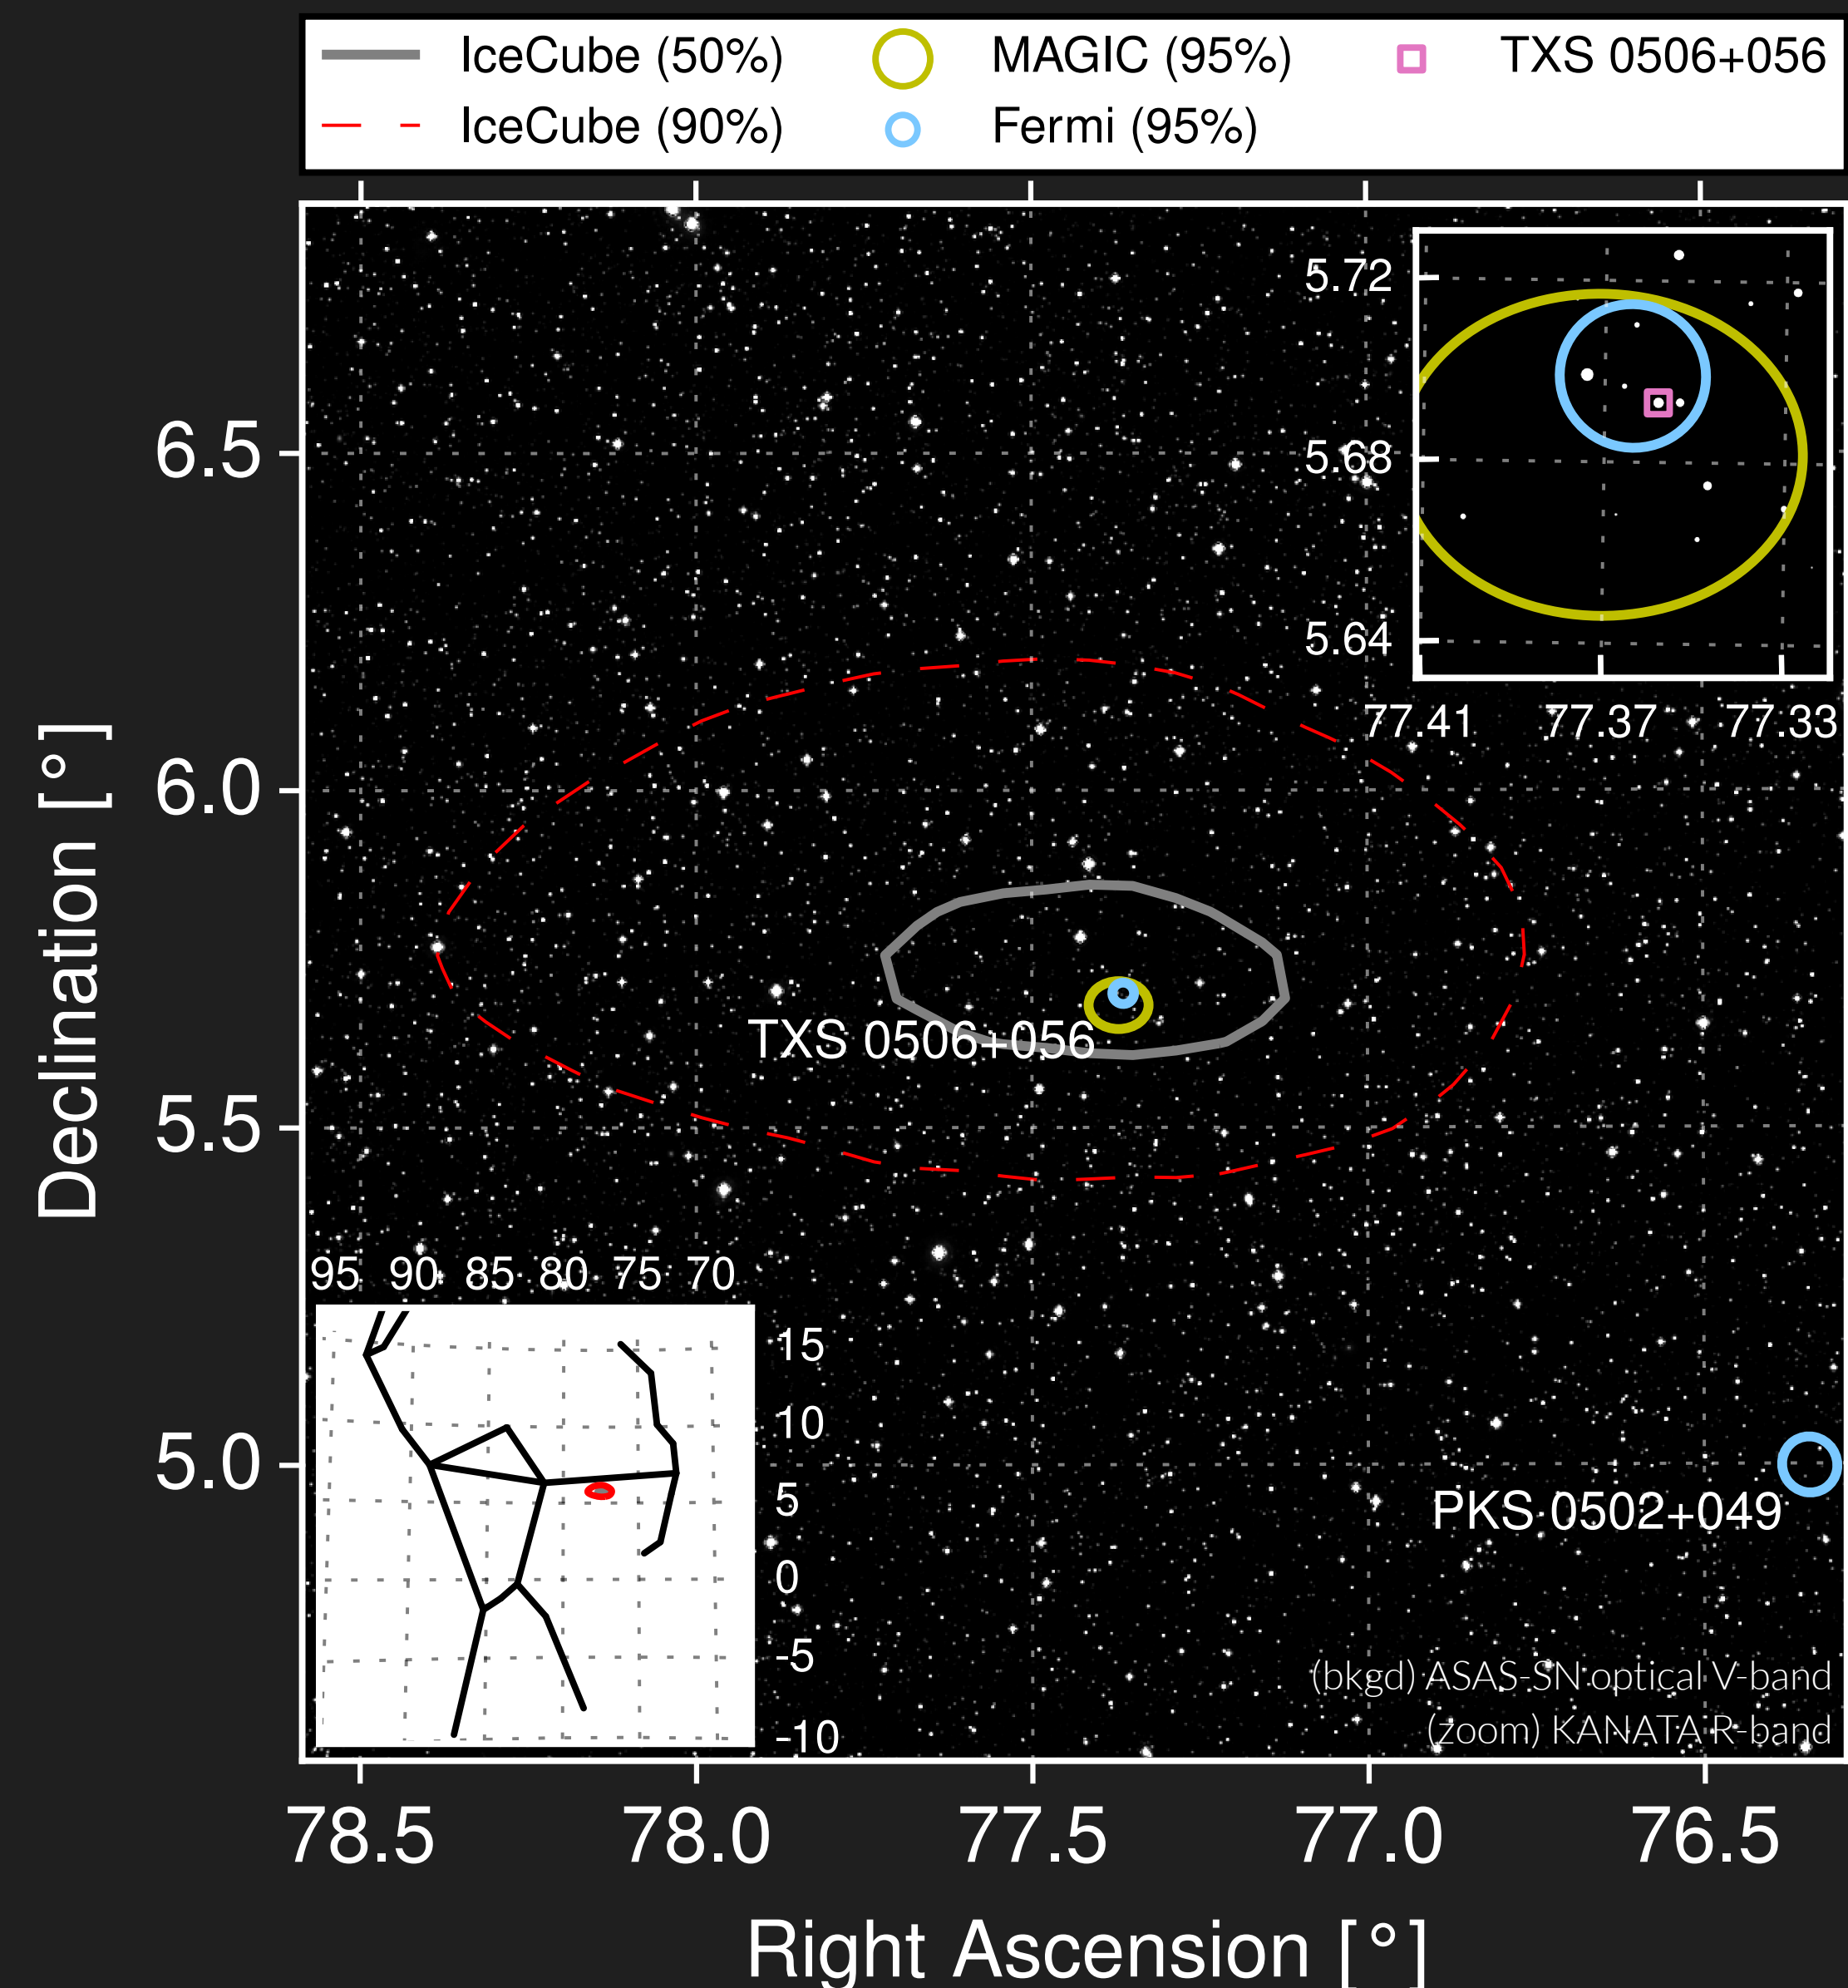 IceCube (50%) MAGIC (95%) TXS 0506+056
IceCube (90%) Fermi (95%)
5.72
5.68
5.64
77.41 77.37 77.33
6.5
6.0
5.5
5.0
Declination [°]
TXS 0506+056
95 90 85 80 75 70
15
10
5
0
-5
-10
PKS 0502+049
(bkgd) ASAS-SN optical V-band
(zoom) KANATA R-band
78.5 78.0 77.5 77.0 76.5
Right Ascension [°]